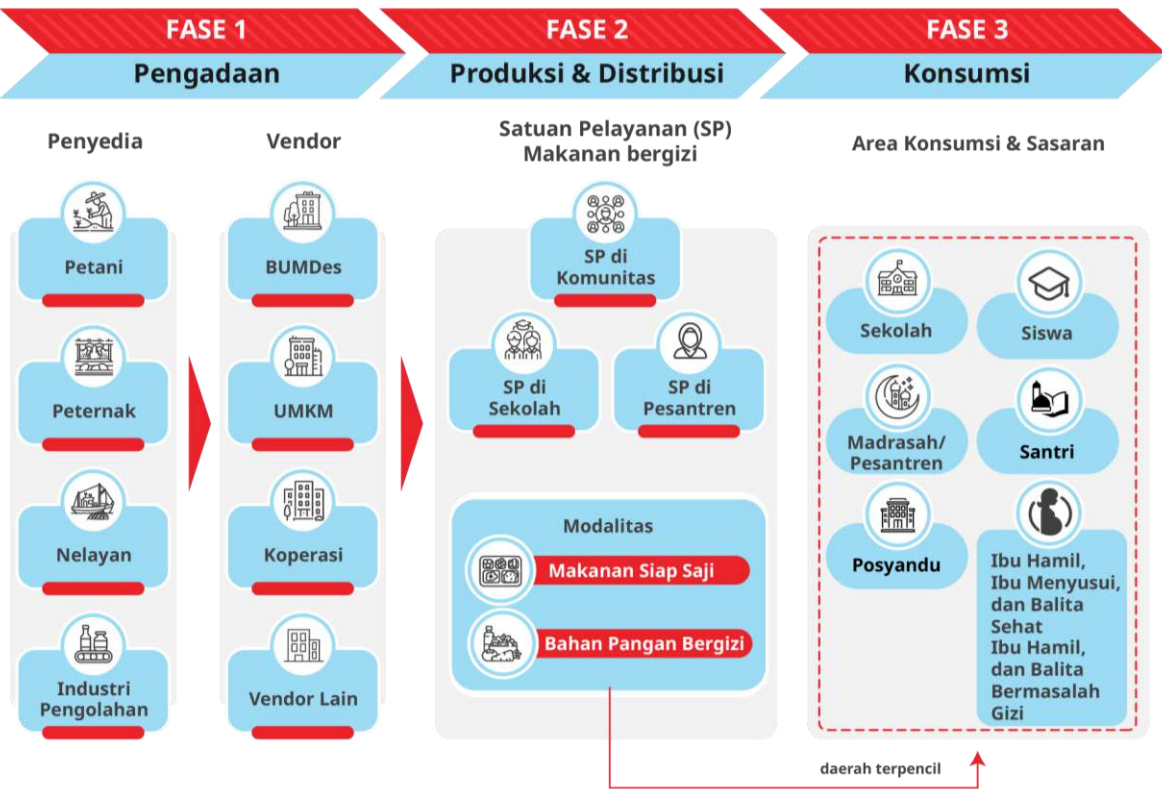 FASE 1
Pengadaan
FASE 2
Produksi & Distribusi
FASE 3
Konsumsi
Penyedia
Petani
Peternak
Nelayan
Industri
Pengolahan
Vendor
BUMDes
UMKM
Koperasi
Vendor Lain
Satuan Pelayanan (SP)
Makanan bergizi
SP di
Komunitas
SP di
Sekolah
SP di
Pesantren
Modalitas
Makanan Siap Saji
Bahan Pangan Bergizi
Area Konsumsi & Sasaran
Sekolah
Siswa
Madrasah/
Pesantren
Santri
Posyandu
Ibu Hamil,
Ibu Menyusui,
dan Balita
Sehat
Ibu Hamil,
dan Balita
Bermasalah
Gizi
daerah terpencil